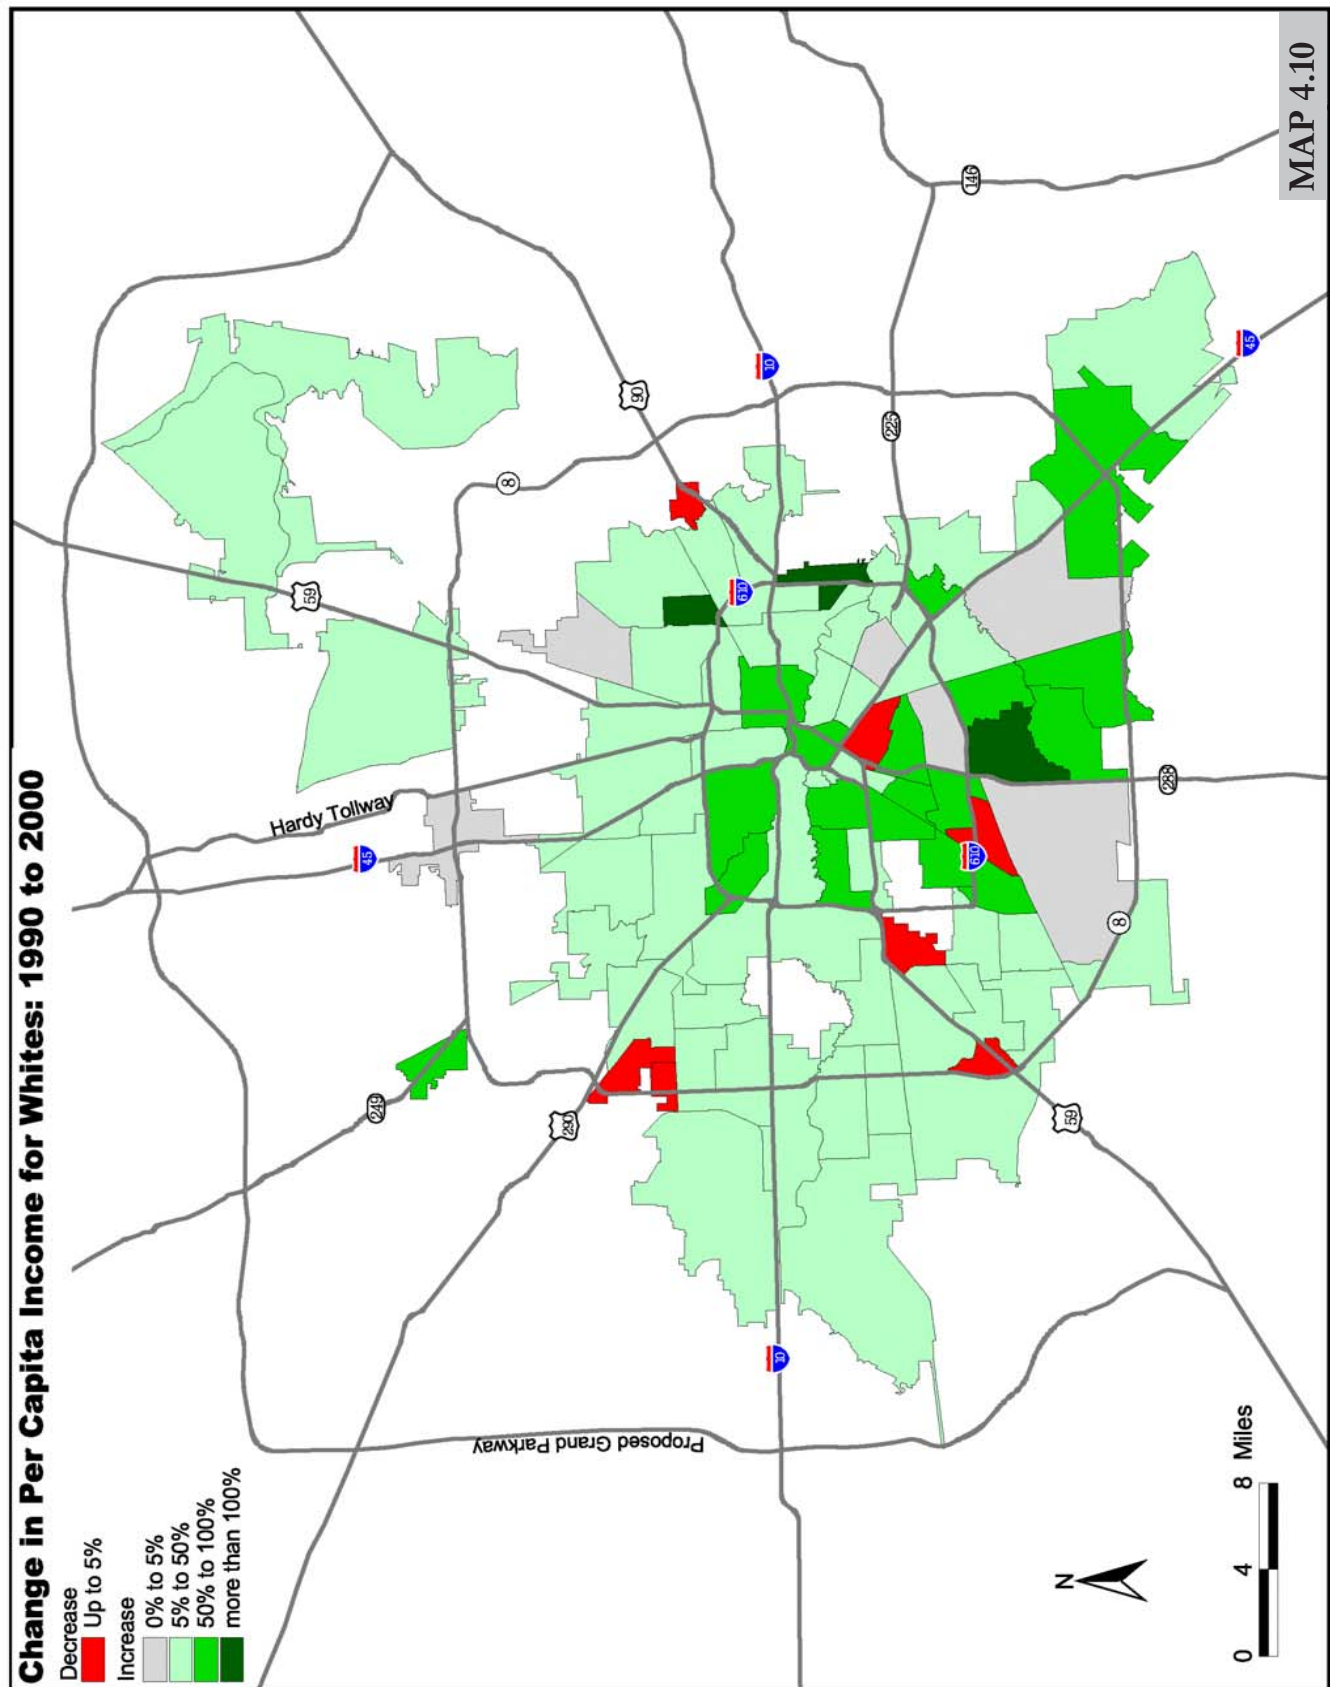 Change in Per Capita Income for Whites: 1990 to 2000
Decrease
Up to 5%
Increase
0% to 5%
5% to 50%
50% to 100%
more than 100%
249
45
Hardy Tollway
59
8
290
90
Proposed Grand Parkway
10
610
10
225
146
59
8
610
288
45
N
0 4 8 Miles
MAP 4.10